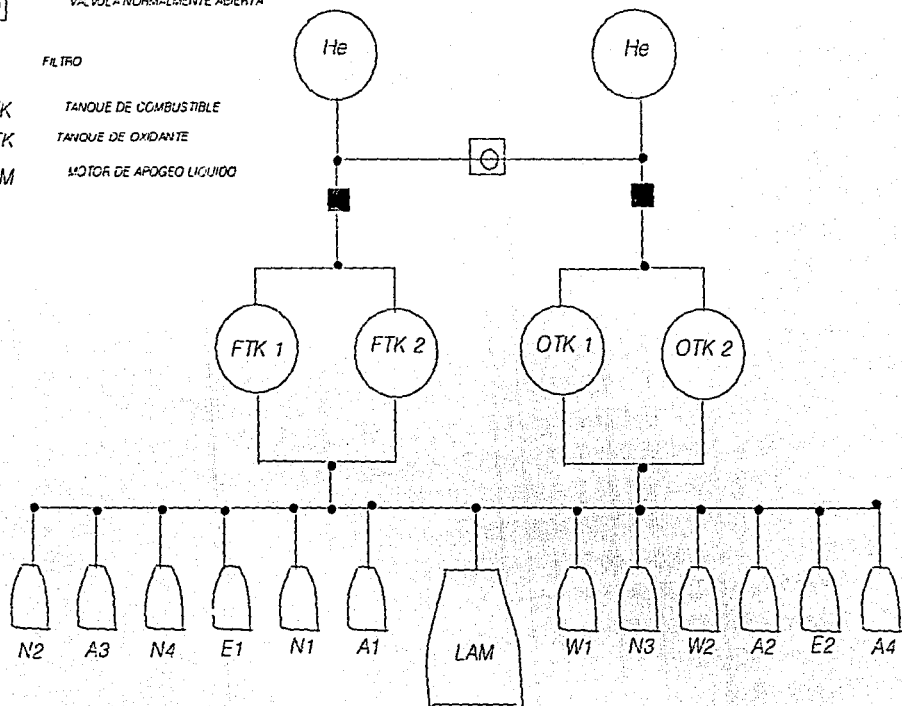 VALVULA NORMALMENTE ABIERTA
FILTRO
K TANQUE DE COMBUSTIBLE
TK TANQUE DE OXIDANTE
M MOTOR DE APOGEO LIQUIDO
He He
FTK 1 FTK 2 OTK 1 OTK 2
N2 A3 N4 E1 N1 A1 LAM W1 N3 W2 A2 E2 A4